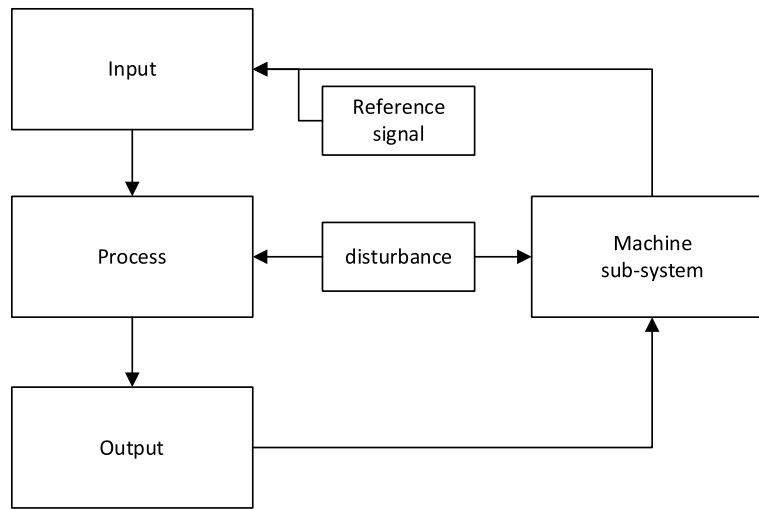 Input
Reference
signal
Process
disturbance
Machine
sub-system
Output